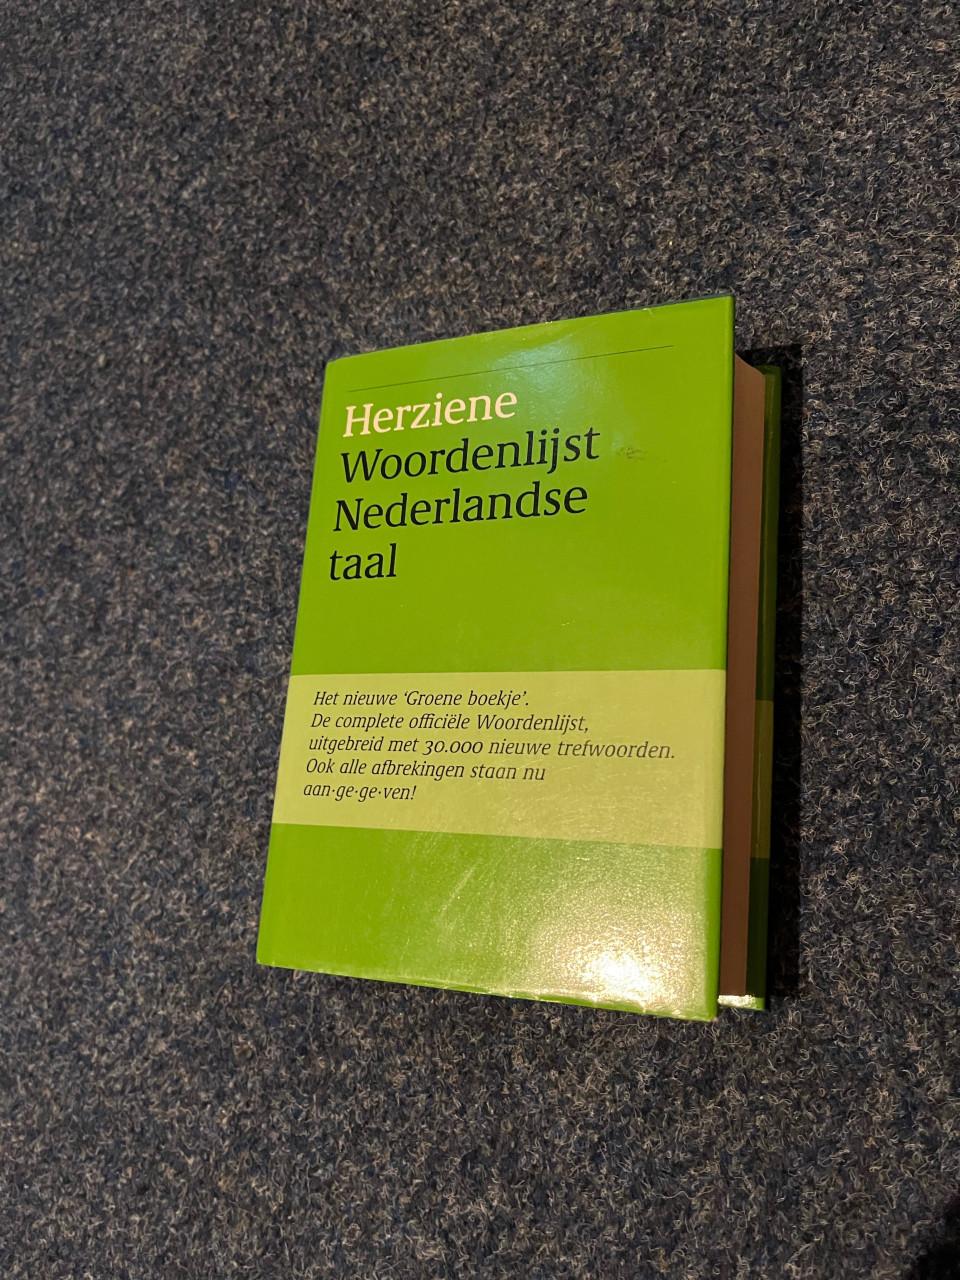 Herziene
Woordenlijst
Nederlandse
taal
Het nieuwe ‘Groene boekje’.
De complete officiële Woordenlijst,
uitgebreid met 30.000 nieuwe trefwoorden.
Ook alle afbrekingen staan nu
aan·ge·ge·ven!